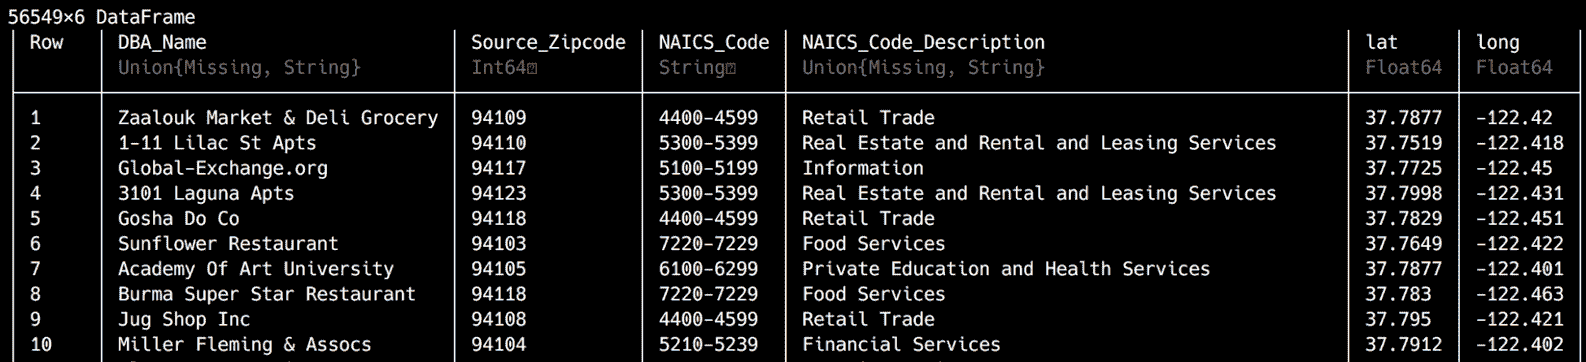 56549×6 DataFrame
Row DBA_Name Source_Zipcode NAICS_Code NAICS_Code_Description lat long
Union{Missing, String} Int64⍰ String⍰ Union{Missing, String} Float64 Float64
1 Zaalouk Market & Deli Grocery 94109 4400-4599 Retail Trade 37.7877 -122.42
2 1-11 Lilac St Apts 94110 5300-5399 Real Estate and Rental and Leasing Services 37.7519 -122.418
3 Global-Exchange.org 94117 5100-5199 Information 37.7725 -122.45
4 3101 Laguna Apts 94123 5300-5399 Real Estate and Rental and Leasing Services 37.7998 -122.431
5 Gosha Do Co 94118 4400-4599 Retail Trade 37.7829 -122.451
6 Sunflower Restaurant 94103 7220-7229 Food Services 37.7649 -122.422
7 Academy Of Art University 94105 6100-6299 Private Education and Health Services 37.7877 -122.401
8 Burma Super Star Restaurant 94118 7220-7229 Food Services 37.783 -122.463
9 Jug Shop Inc 94108 4400-4599 Retail Trade 37.795 -122.421
10 Miller Fleming & Assocs 94104 5210-5239 Financial Services 37.7912 -122.402